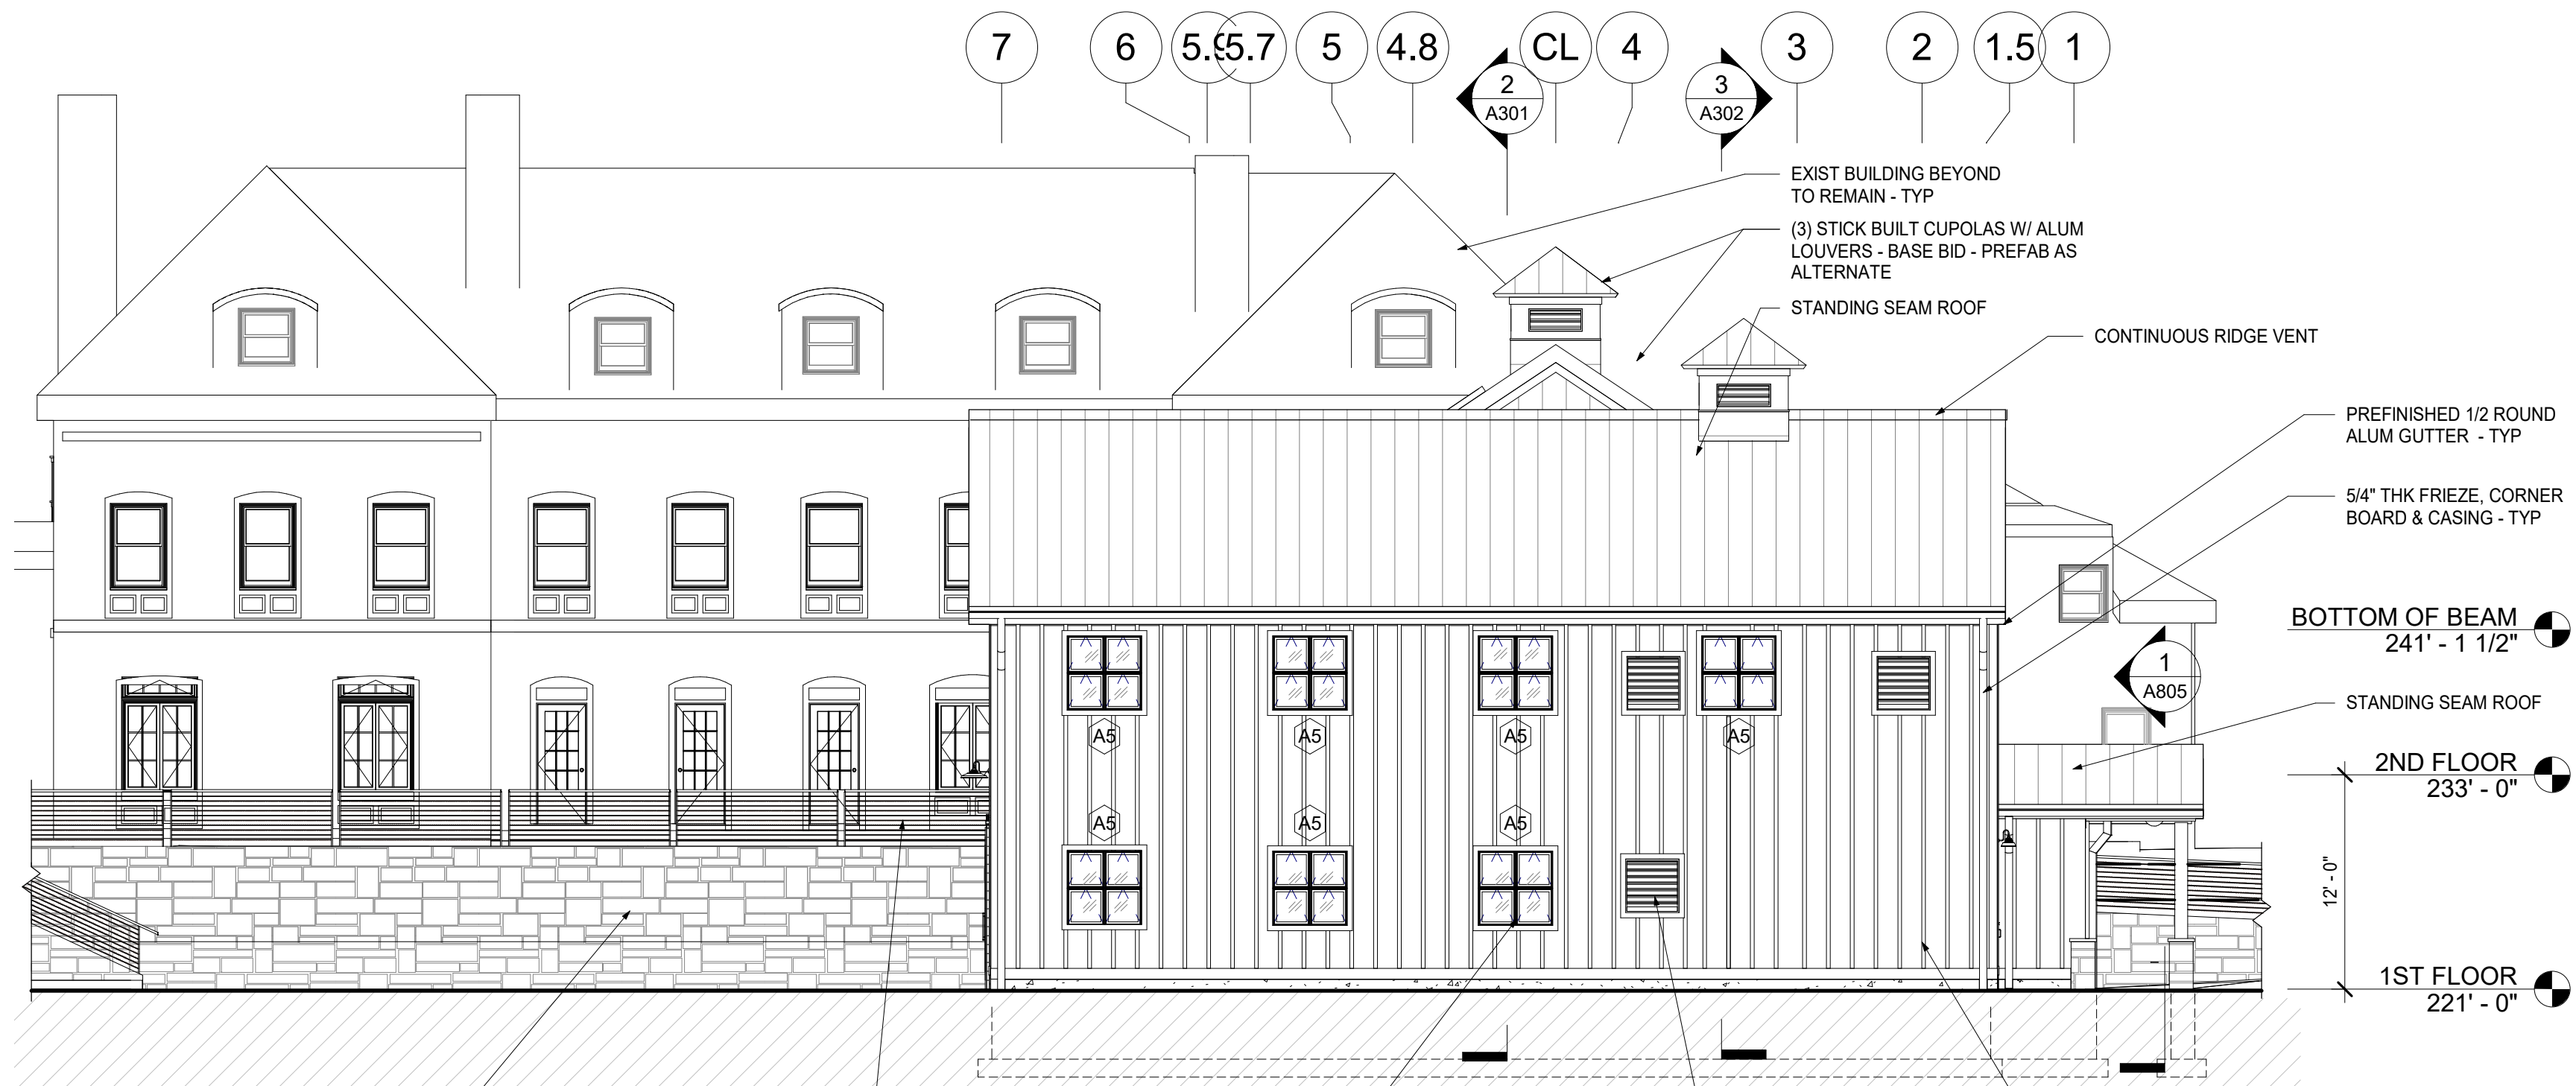 7
6
5.9
5.7
5
4.8
CL
4
3
2
1.5
1
2
A301
3
A302
EXIST BUILDING BEYOND
TO REMAIN - TYP
(3) STICK BUILT CUPOLAS W/ ALUM
LOUVERS - BASE BID - PREFAB AS
ALTERNATE
STANDING SEAM ROOF
CONTINUOUS RIDGE VENT
PREFINISHED 1/2 ROUND
ALUM GUTTER - TYP
5/4" THK FRIEZE, CORNER
BOARD & CASING - TYP
BOTTOM OF BEAM
241' - 1 1/2"
1
A805
STANDING SEAM ROOF
A5
A5
A5
A5
2ND FLOOR
233' - 0"
A5
A5
A5
12' - 0"
1ST FLOOR
221' - 0"